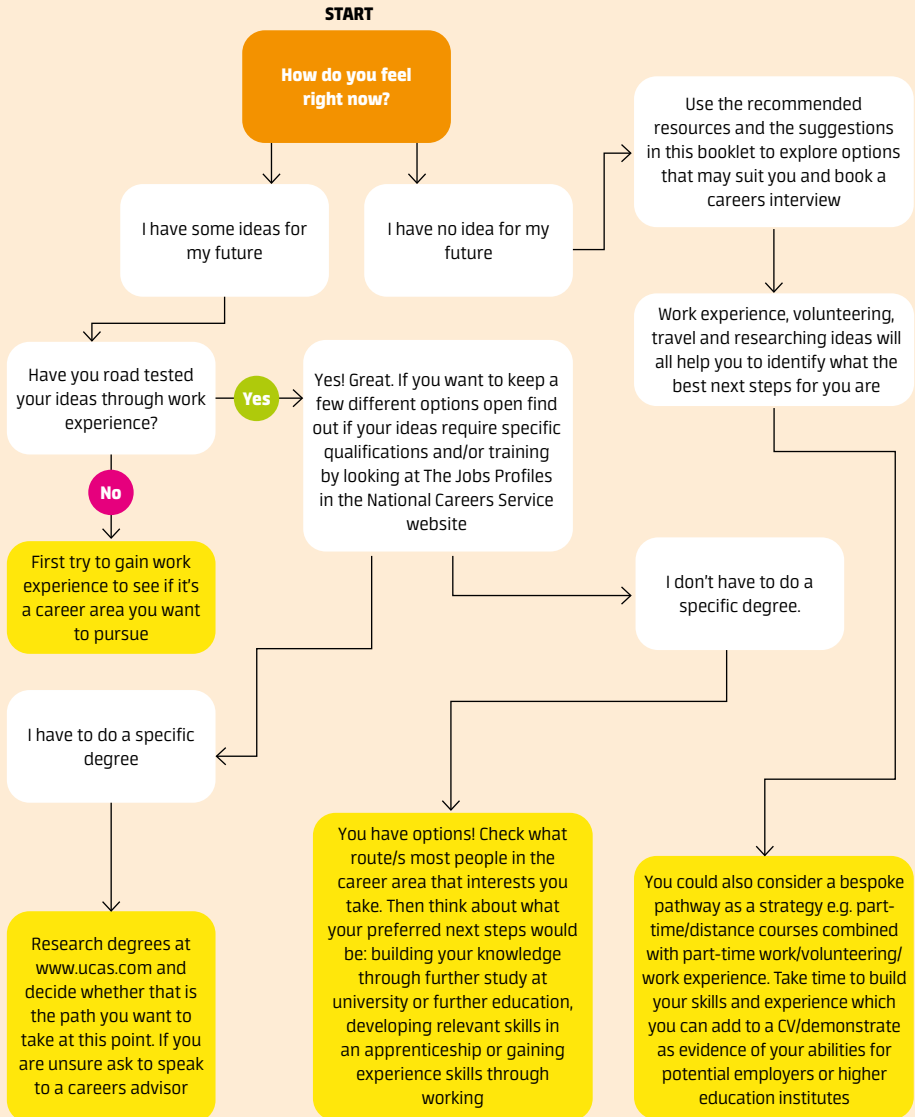 START
How do you feel
right now?
Use the recommended
resources and the suggestions
in this booklet to explore options
that may suit you and book a
careers interview
I have some ideas for
my future
I have no idea for my
future
Work experience, volunteering,
travel and researching ideas will
all help you to identify what the
best next steps for you are
Have you road tested
your ideas through work
experience?
Yes
Yes! Great. If you want to keep a
few different options open find
out if your ideas require specific
qualifications and/or training
by looking at The Jobs Profiles
in the National Careers Service
website
No
First try to gain work
experience to see if it's
a career area you want
to pursue
I don't have to do a
specific degree.
I have to do a specific
degree
You have options! Check what
route/s most people in the
career area that interests you
take. Then think about what
your preferred next steps would
be: building your knowledge
through further study at
university or further education,
developing relevant skills in
an apprenticeship or gaining
experience skills through
working
You could also consider a bespoke
pathway as a strategy e.g. part-
time/distance courses combined
with part-time work/volunteering/
work experience. Take time to build
your skills and experience which
you can add to a CV/demonstrate
as evidence of your abilities for
potential employers or higher
education institutes
Research degrees at
www.ucas.com and
decide whether that is
the path you want to
take at this point. If you
are unsure ask to speak
to a careers advisor